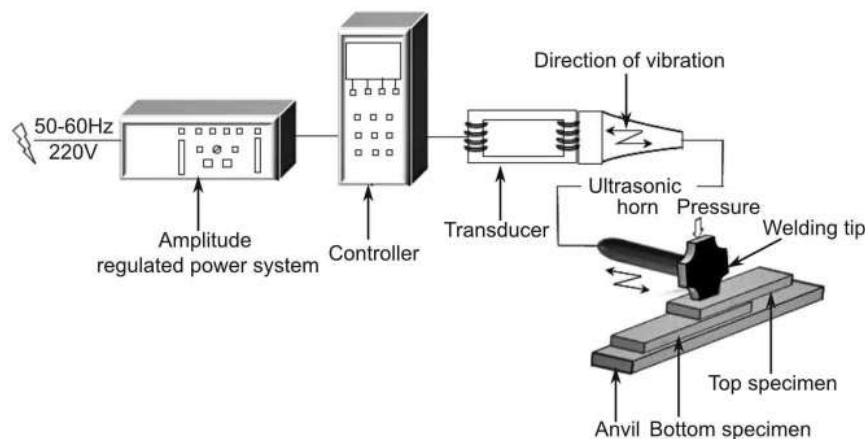 Direction of vibration
50-60Hz
220V
Ultrasonic
horn
Pressure
Transducer
Welding tip
Amplitude
regulated power system
Controller
Top specimen
Anvil
Bottom specimen